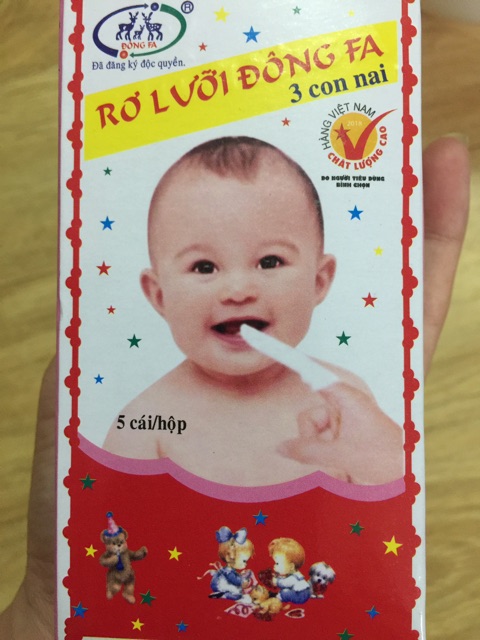 ĐÔNG FA
®
Đã đăng ký độc quyền.
RƠ LƯỠI ĐÔNG FA
3 con nai
HÀNG VIỆT NAM
CHẤT LƯỢNG CAO
DO NGƯỜI TIÊU DÙNG
BÌNH CHỌN
5 cái/hộp